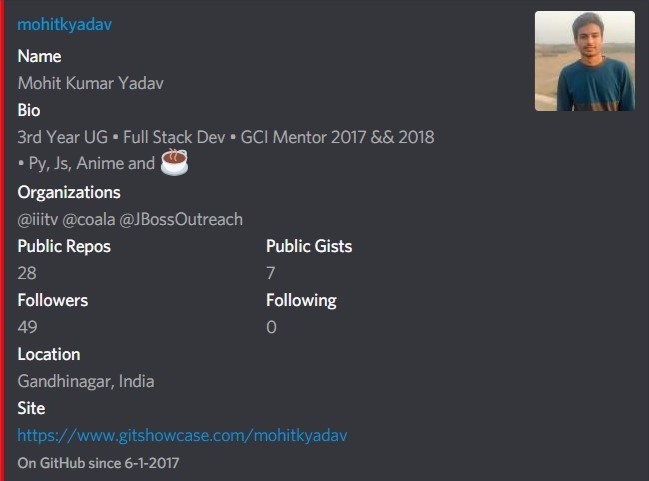 mohitkyadav
Name
Mohit Kumar Yadav
Bio
3rd Year UG • Full Stack Dev • GCI Mentor 2017 && 2018
• Py, Js, Anime and ☕
Organizations
@iiitv @coala @JBossOutreach
Public Repos Public Gists
28 7
Followers Following
49 0
Location
Gandhinagar, India
Site
https://www.gitshowcase.com/mohitkyadav
On GitHub since 6-1-2017